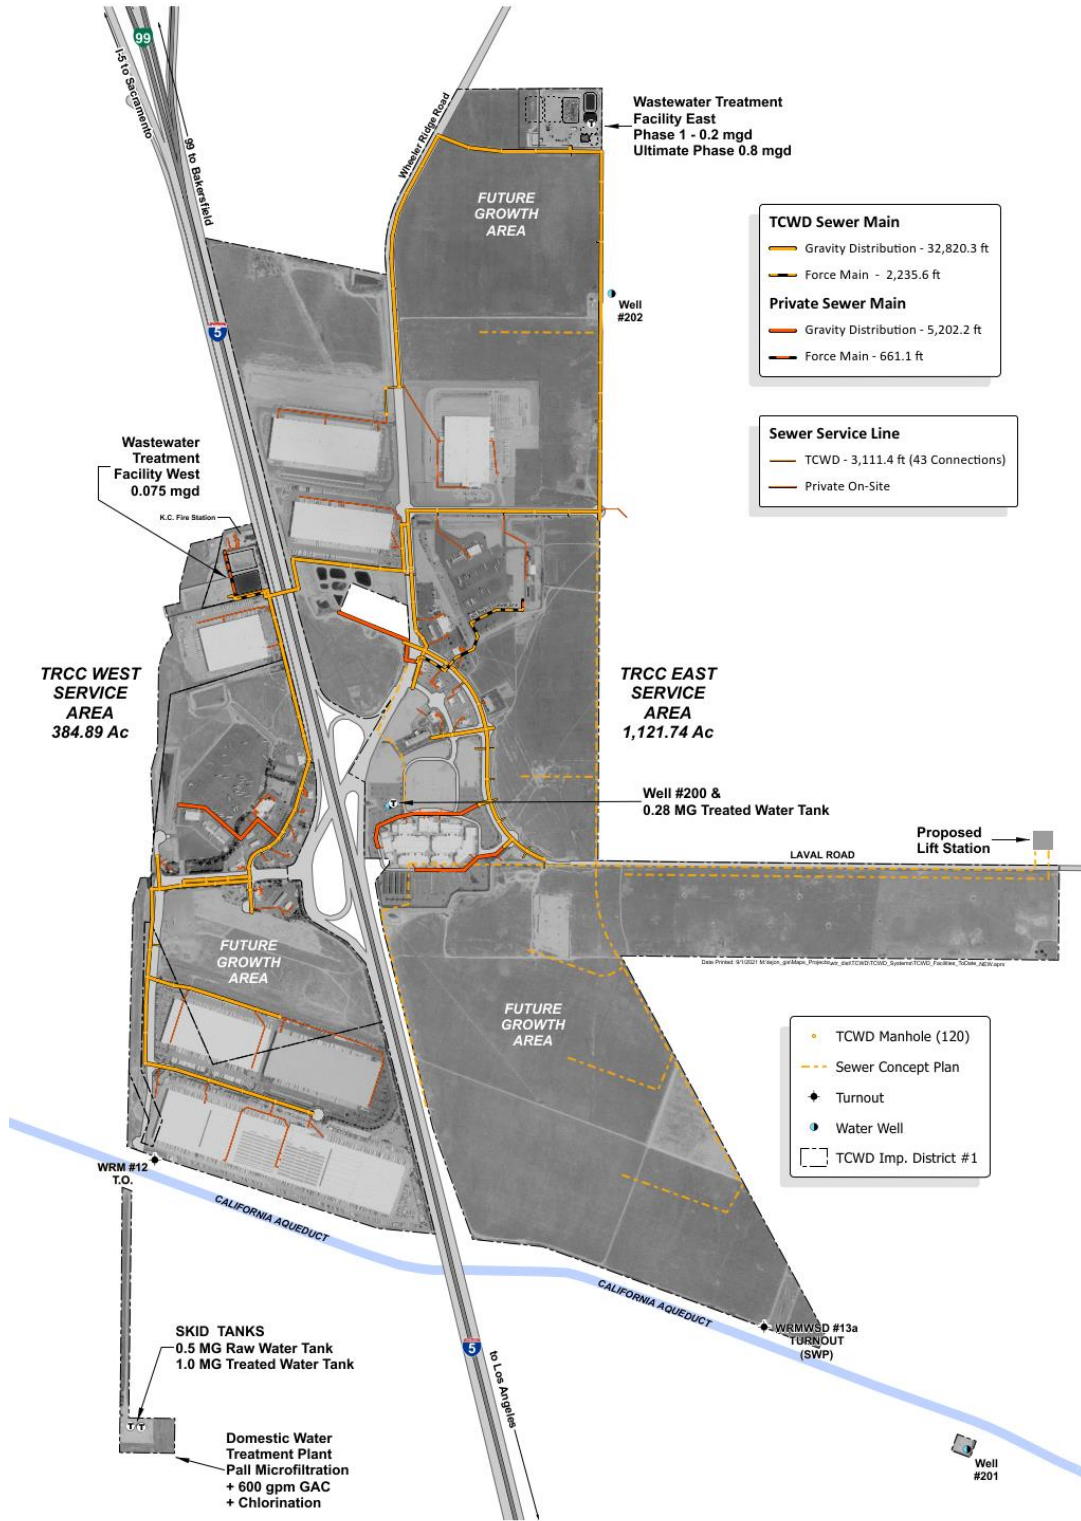 99
I-5 to Sacramento
99 to Bakersfield
Wheeler Ridge Road
Wastewater Treatment
Facility East
Phase 1 - 0.2 mgd
Ultimate Phase 0.8 mgd
T
FUTURE
GROWTH
AREA
TCWD Sewer Main
Gravity Distribution - 32,820.3 ft
Force Main - 2,235.6 ft
Private Sewer Main
Gravity Distribution - 5,202.2 ft
Force Main - 661.1 ft
Well
#202
5
Sewer Service Line
TCWD - 3,111.4 ft (43 Connections)
Private On-Site
Wastewater
Treatment
Facility West
0.075 mgd
K.C. Fire Station
TRCC WEST
SERVICE
AREA
384.89 Ac
TRCC EAST
SERVICE
AREA
1,121.74 Ac
Well #200 &
0.28 MG Treated Water Tank
T
Proposed
Lift Station
LAVAL ROAD
FUTURE
GROWTH
AREA
FUTURE
GROWTH
AREA
TCWD Manhole (120)
Sewer Concept Plan
Turnout
Water Well
TCWD Imp. District #1
WRM #12
T.O.
CALIFORNIA AQUEDUCT
CALIFORNIA AQUEDUCT
WRMWSD #13a
TURNOUT
(SWP)
SKID TANKS
0.5 MG Raw Water Tank
1.0 MG Treated Water Tank
5
to Los Angeles
T T
Domestic Water
Treatment Plant
Pall Microfiltration
+ 600 gpm GAC
+ Chlorination
Well
#201